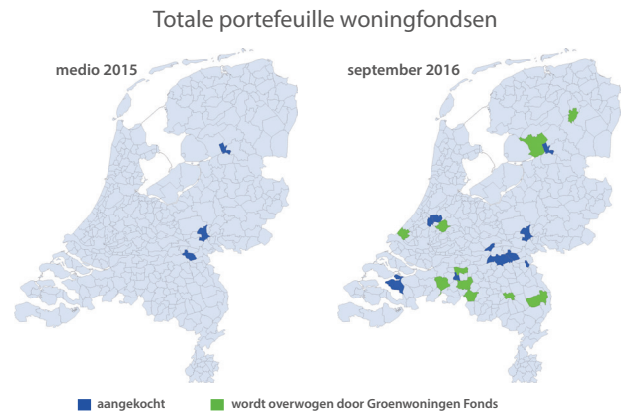 Totale portefeuille woningfondsen
medio 2015
september 2016
aangekocht
wordt overwogen door Groenwoningen Fonds